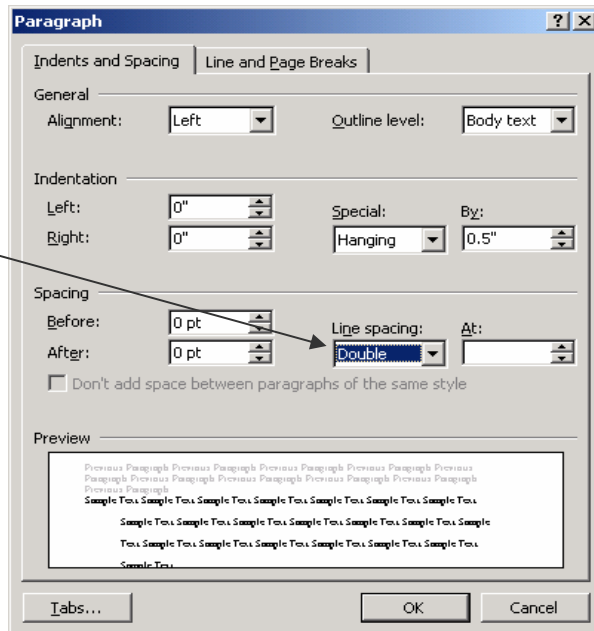 Paragraph
Indents and Spacing Line and Page Breaks
General
Alignment: Left Outline level: Body text
Indentation
Left: 0" Special: By:
Right: 0" Hanging 0.5"
Spacing
Before: 0 pt Line spacing: At:
After: 0 pt Double
Don't add space between paragraphs of the same style
Preview
Previous Paragraph Previous Paragraph Previous Paragraph Previous Paragraph Previous
Paragraph Previous Paragraph Previous Paragraph Previous Paragraph Previous Paragraph
Previous Paragraph
Sample Text Sample Text Sample Text Sample Text Sample Text Sample Text Sample Text
Sample Text Sample Text Sample Text Sample Text Sample Text Sample
Text Sample Text Sample Text Sample Text Sample Text Sample Text
Sample Text
Tabs... OK Cancel